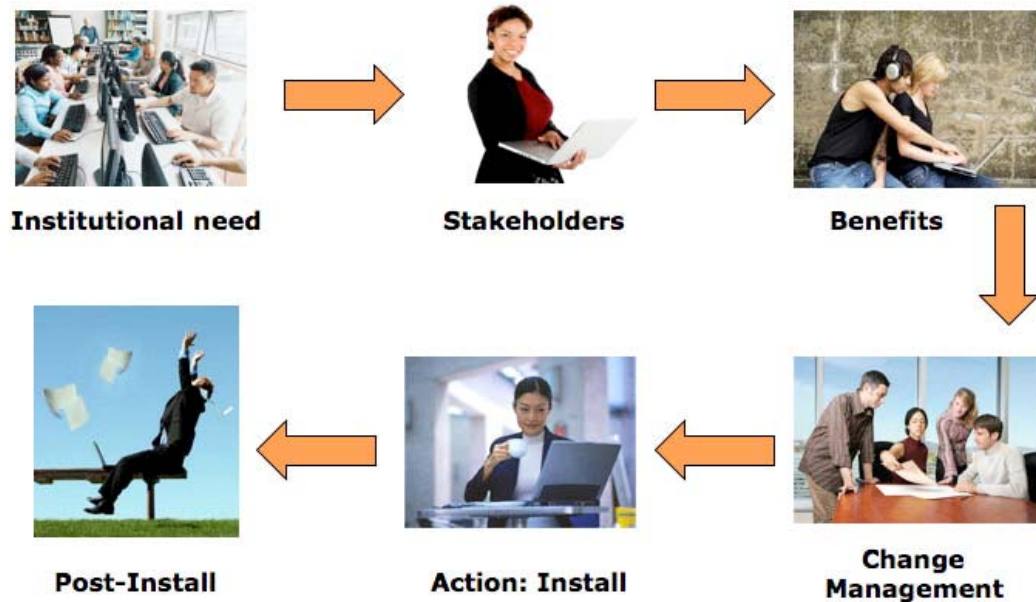 Institutional need
Stakeholders
Benefits
Change
Management
Action: Install
Post-Install